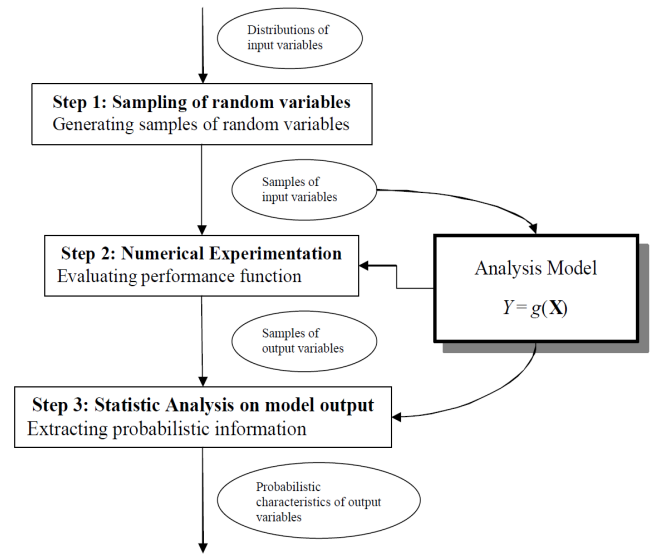 Distributions of
input variables
Step 1: Sampling of random variables
Generating samples of random variables
Samples of
input variables
Step 2: Numerical Experimentation
Evaluating performance function
Analysis Model
Y = g(X)
Samples of
output variables
Step 3: Statistic Analysis on model output
Extracting probabilistic information
Probabilistic
characteristics of output
variables